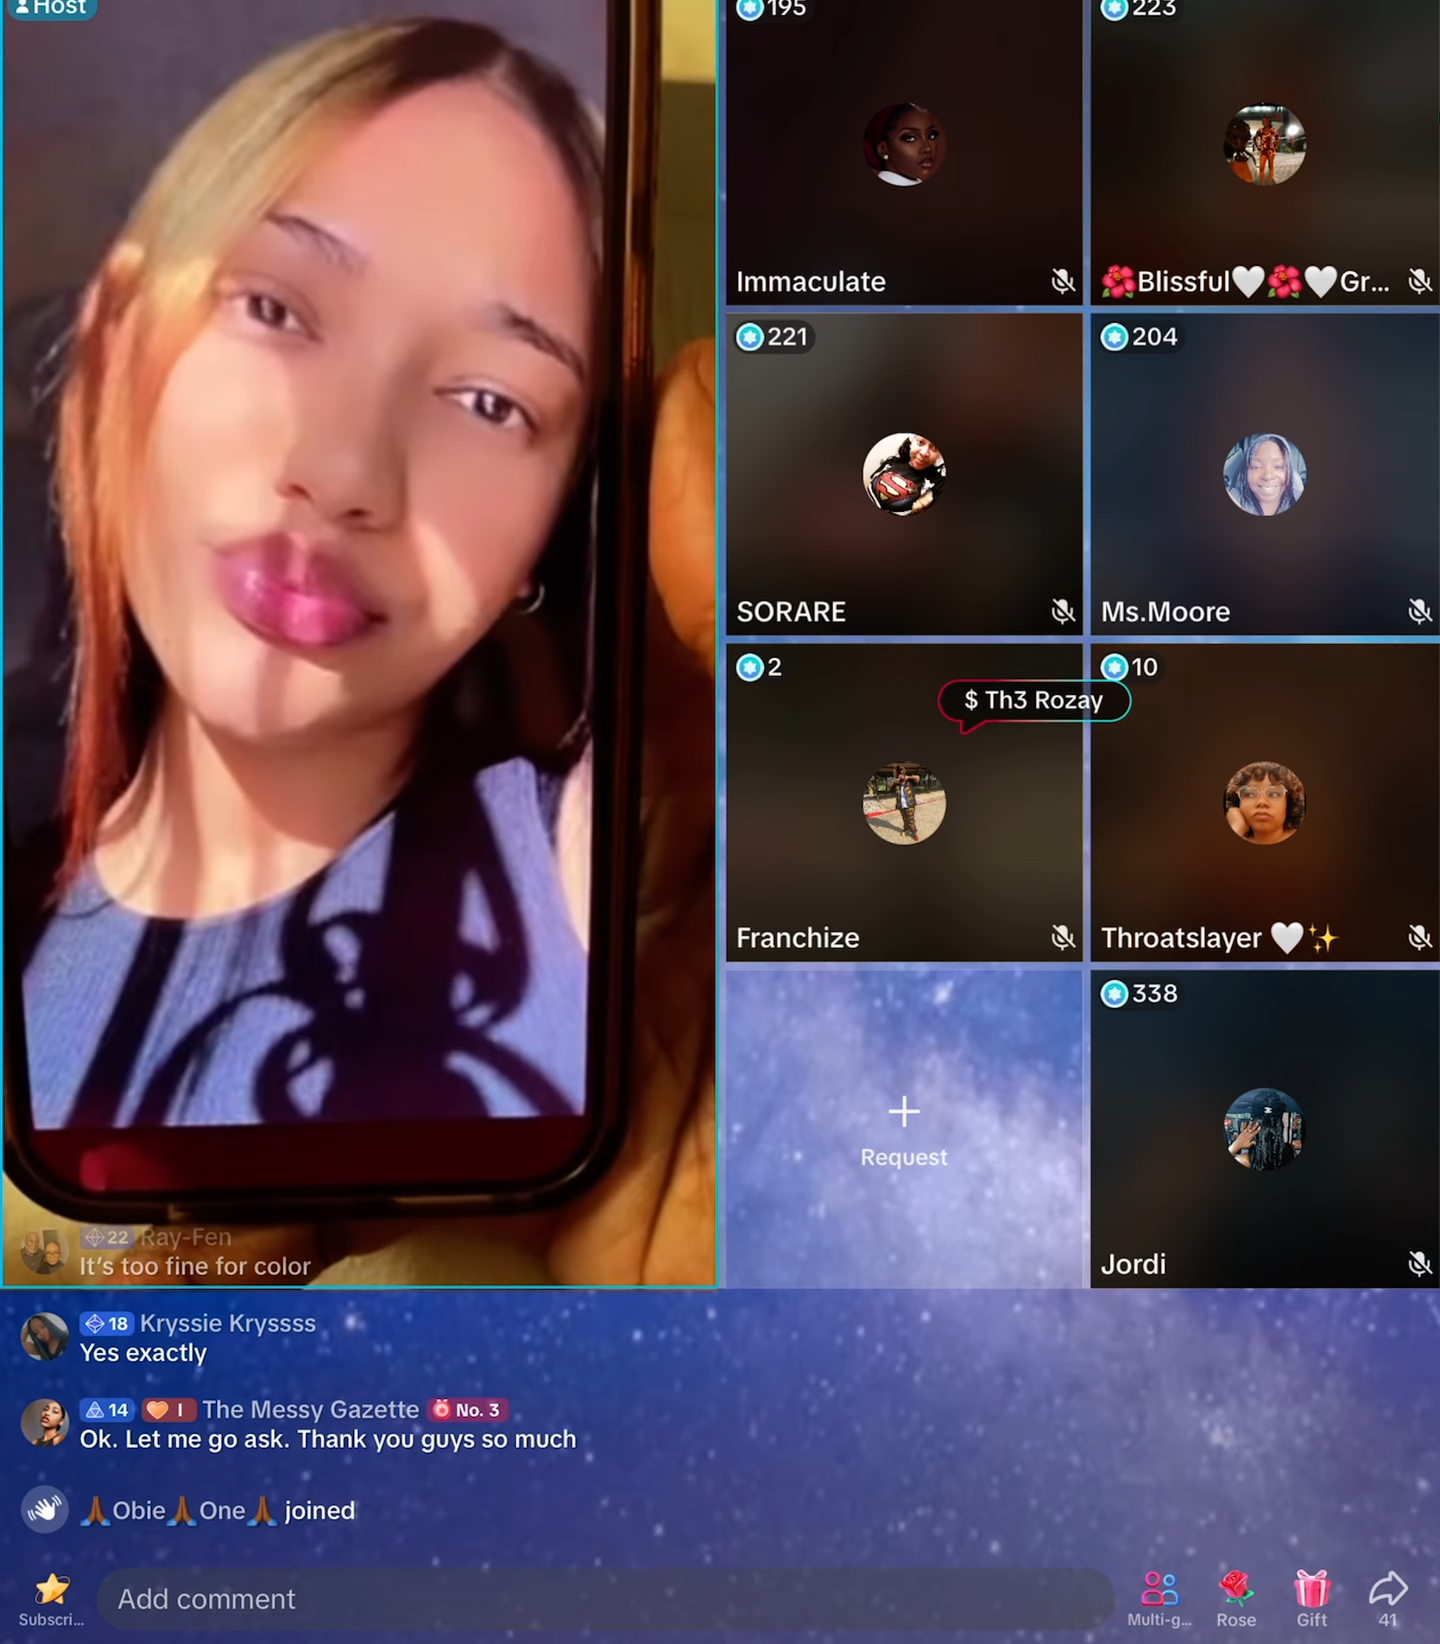 Host
195
Immaculate
223
🌺Blissful🤍🌺🤍Gr...
221
SORARE
204
Ms.Moore
2
Franchize
$ Th3 Rozay
10
Throatslayer 🤍✨
+
Request
338
Jordi
22 Ray-Fen
It's too fine for color
18 Kryssie Kryssss
Yes exactly
14 I The Messy Gazette No. 3
Ok. Let me go ask. Thank you guys so much
🙏🏾Obie🙏🏾One🙏🏾 joined
Subscri...
Add comment
Multi-g...
Rose
Gift
41